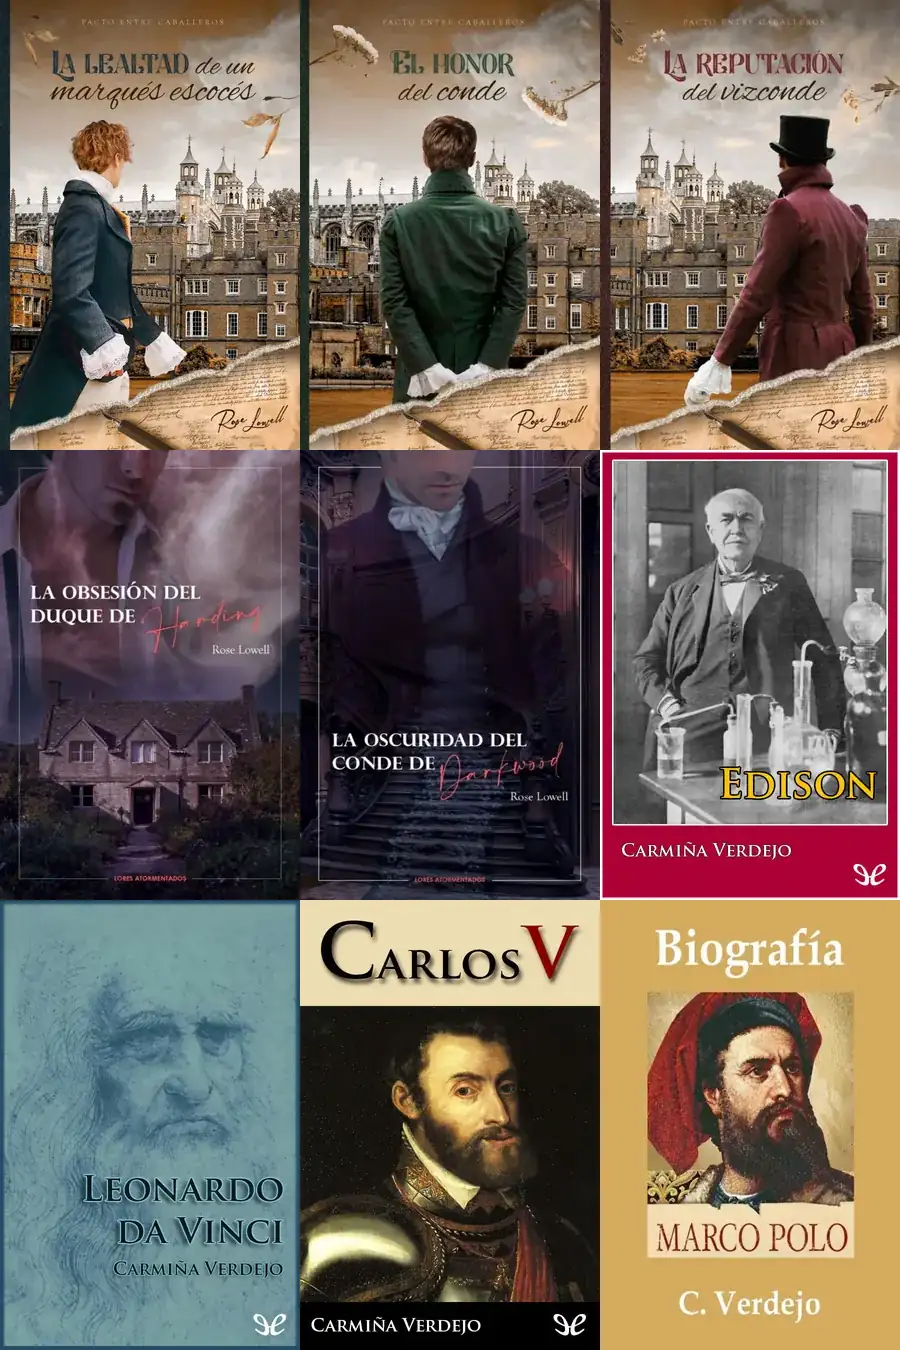 PACTO ENTRE CABALLEROS
LA LEALTAD de un
marqués escocés
Rose Lowell
PACTO ENTRE CABALLEROS
EL HONOR
del conde
Rose Lowell
PACTO ENTRE CABALLEROS
LA REPUTACIÓN
del vizconde
Rose Lowell
LA OBSESIÓN DEL
DUQUE DE Harding
Rose Lowell
LORES ATORMENTADOS
LA OSCURIDAD DEL
CONDE DE Darkwood
Rose Lowell
LORES ATORMENTADOS
EDISON
CARMIÑA VERDEJO
LEONARDO
DA VINCI
CARMIÑA VERDEJO
CARLOS V
CARMIÑA VERDEJO
Biografía
MARCO POLO
C. Verdejo